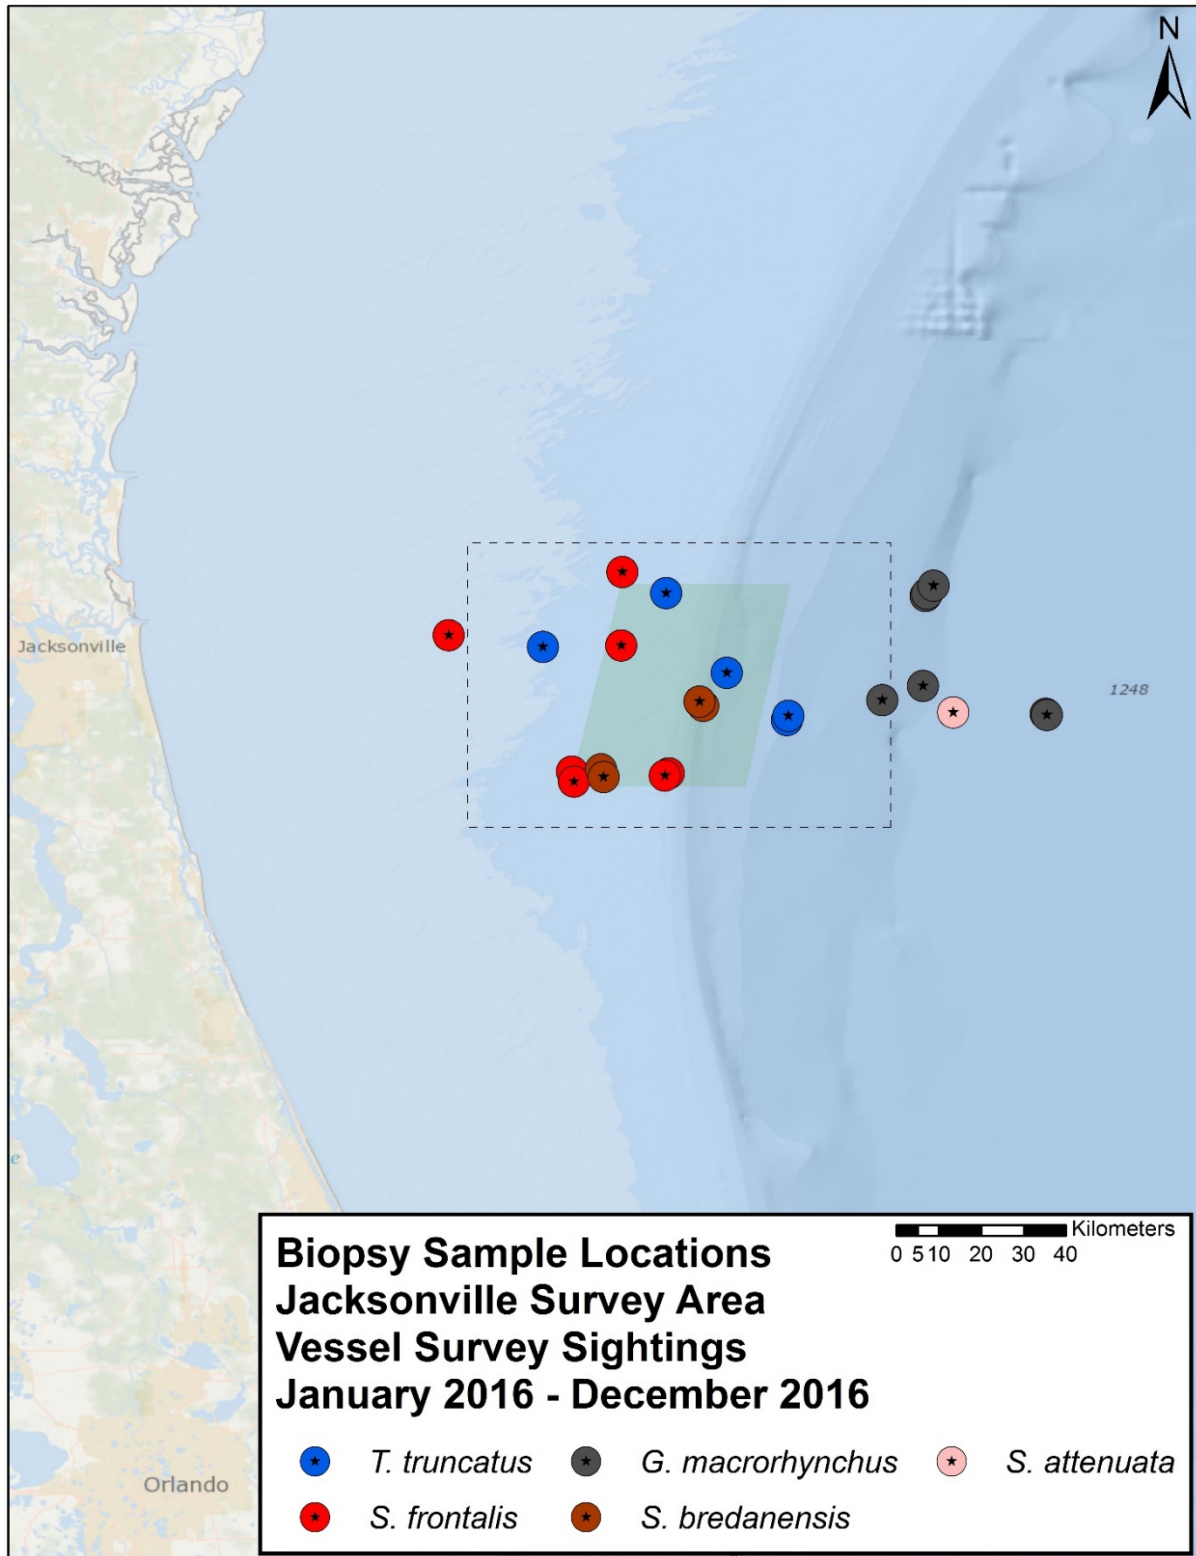 N
Jacksonville
1248
e
Orlando
Biopsy Sample Locations
Jacksonville Survey Area
Vessel Survey Sightings
January 2016 - December 2016
Kilometers
0 5 10 20 30 40
T. truncatus
G. macrorhynchus
S. attenuata
S. frontalis
S. bredanensis